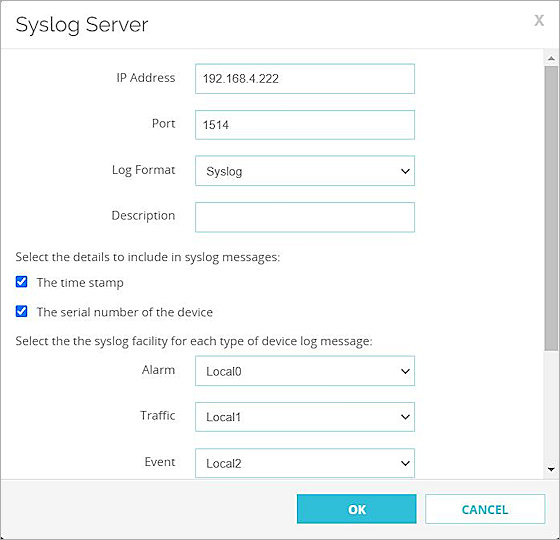 Syslog Server
X
IP Address
192.168.4.222
Port
1514
Log Format
Syslog
Description
Select the details to include in syslog messages:
The time stamp
The serial number of the device
Select the the syslog facility for each type of device log message:
Alarm
Local0
Traffic
Local1
Event
Local2
OK
CANCEL